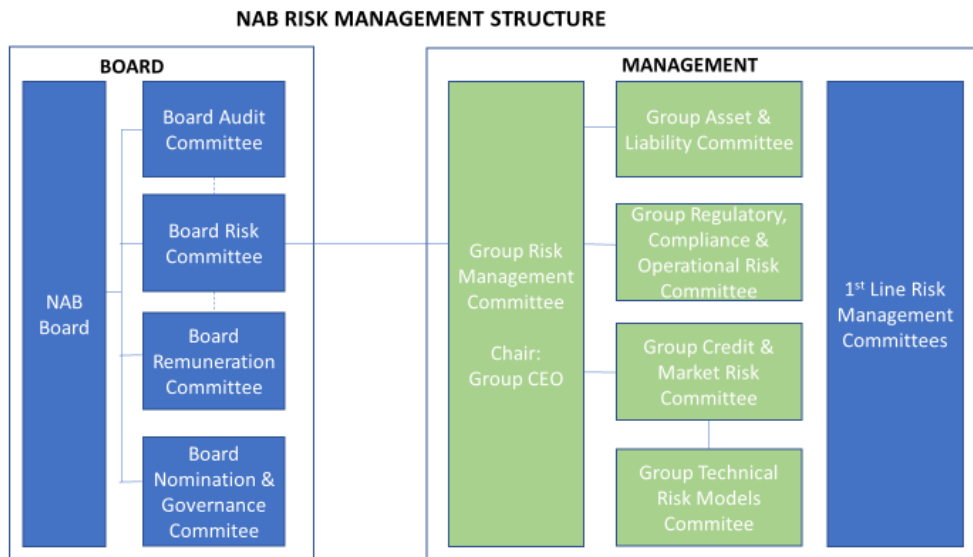 NAB RISK MANAGEMENT STRUCTURE
BOARD
NAB
Board
Board Audit
Committee
Board Risk
Committee
Board
Remuneration
Committee
Board
Nomination &
Governance
Commitee
MANAGEMENT
Group Risk
Management
Committee
Chair:
Group CEO
Group Asset &
Liability Committee
Group Regulatory,
Compliance &
Operational Risk
Committee
Group Credit &
Market Risk
Committee
Group Technical
Risk Models
Commitee
1st Line Risk
Management
Committees